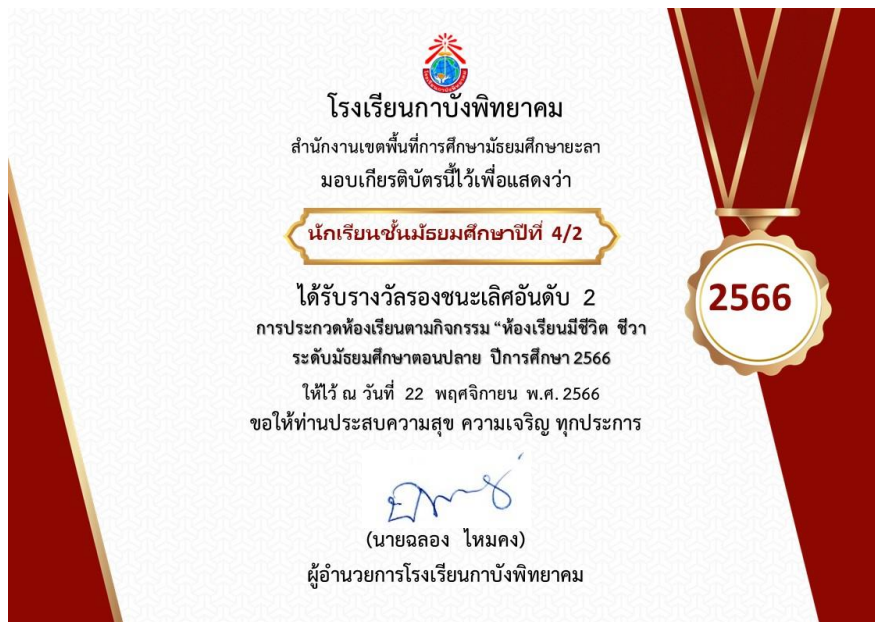 โรงเรียนกาบังพิทยาคม
สำนักงานเขตพื้นที่การศึกษามัธยมศึกษายะลา
มอบเกียรติบัตรนี้ไว้เพื่อแสดงว่า
นักเรียนชั้นมัธยมศึกษาปีที่ 4/2
ได้รับรางวัลรองชนะเลิศอันดับ 2
การประกวดห้องเรียนตามกิจกรรม “ห้องเรียนมีชีวิต ชีวา
ระดับมัธยมศึกษาตอนปลาย ปีการศึกษา 2566
ให้ไว้ ณ วันที่ 22 พฤศจิกายน พ.ศ. 2566
ขอให้ท่านประสบความสุข ความเจริญ ทุกประการ
(นายฉลอง ไหมคง)
ผู้อำนวยการโรงเรียนกาบังพิทยาคม
2566